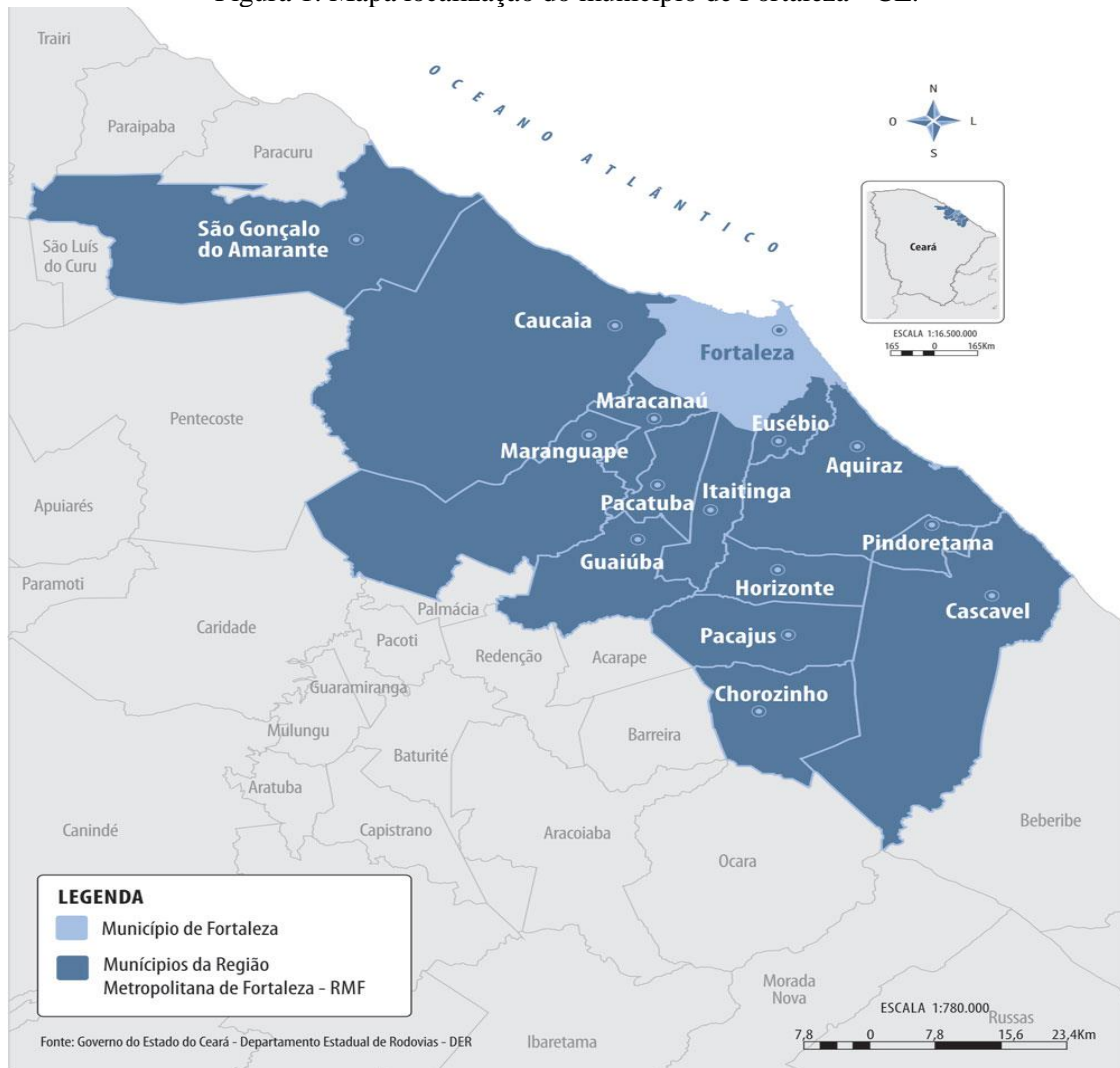 Figura 1: Mapa localização do município de Fortaleza - CE.
Trairi
Paraipaba
Paracuru
OCEANO ATLÂNTICO
N
O
L
S
São Gonçalo
do Amarante
São Luís
do Curu
Ceará
ESCALA 1:16.500.000
165 0 165Km
Caucaia
Fortaleza
Pentecoste
Maracanaú
Eusébio
Maranguape
Aquiraz
Apuiarés
Pacatuba
Itaitinga
Pindoretama
Guaiúba
Paramoti
Horizonte
Cascavel
Palmácia
Caridade
Pacoti
Redenção
Acarape
Pacajus
Guaramiranga
Chorozinho
Mulungu
Barreira
Baturité
Aratuba
Canindé
Capistrano
Aracoiaba
Beberibe
Ocara
LEGENDA
Município de Fortaleza
Munícipios da Região
Metropolitana de Fortaleza - RMF
Morada
Nova
ESCALA 1:780.000
Russas
7,8 0 7,8 15,6 23,4Km
Fonte: Governo do Estado do Ceará - Departamento Estadual de Rodovias - DER
Ibaretama